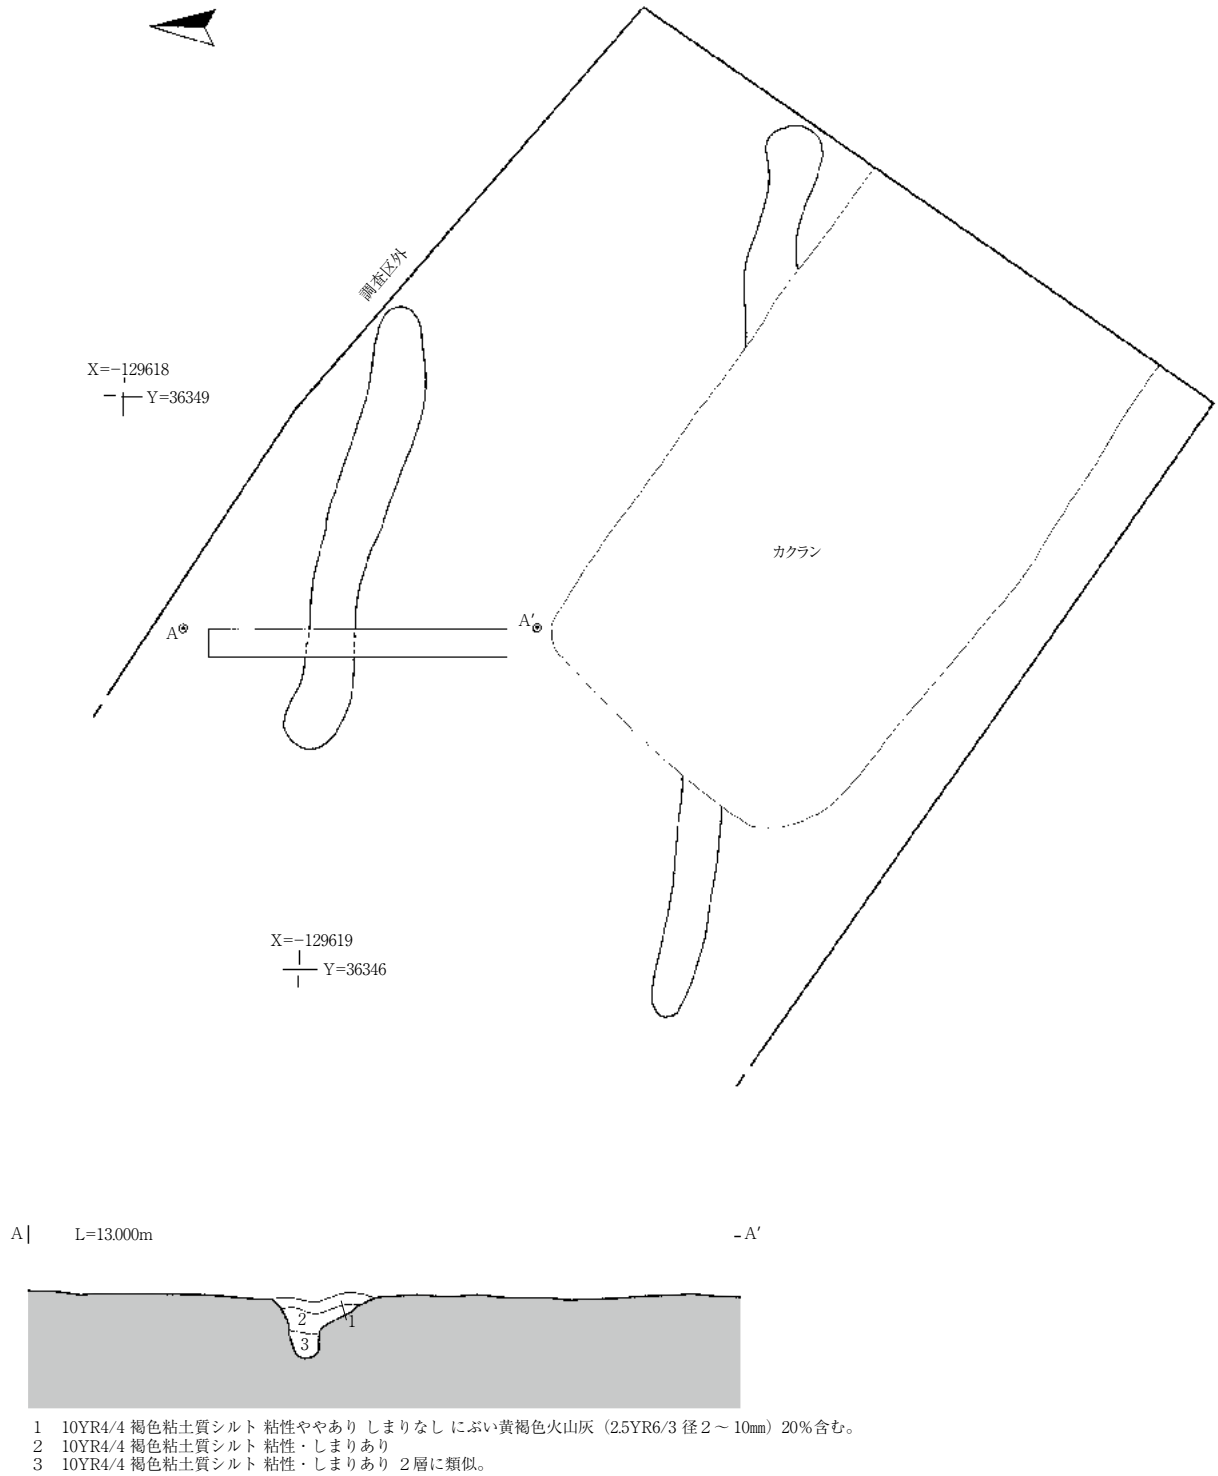 調査区外
X=−129618
Y=36349
カクラン
A
A′
X=−129619
Y=36346
A
L=13.000m
A′
1
2
3
1 10YR4/4 褐色粘土質シルト 粘性ややあり しまりなし にぶい黄褐色火山灰（2.5YR6/3 径２～10㎜）20％含む。
2 10YR4/4 褐色粘土質シルト 粘性・しまりあり
3 10YR4/4 褐色粘土質シルト 粘性・しまりあり ２層に類似。